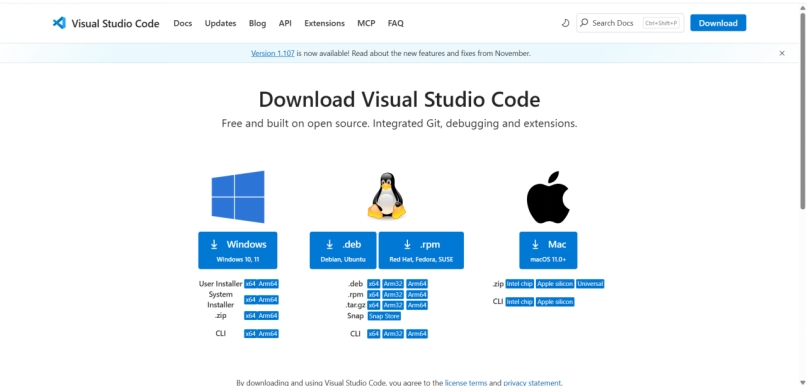 Visual Studio Code Docs Updates Blog API Extensions MCP FAQ Search Docs Ctrl+Shift+P Download
Version 1.107 is now available! Read about the new features and fixes from November.
Download Visual Studio Code
Free and built on open source. Integrated Git, debugging and extensions.
Windows
Windows 10, 11
.deb
Debian, Ubuntu
.rpm
Red Hat, Fedora, SUSE
Mac
macOS 11.0+
User Installer x64 Arm64
System Installer x64 Arm64
.zip x64 Arm64
CLI x64 Arm64
.deb x64 Arm32 Arm64
.rpm x64 Arm32 Arm64
.tar.gz x64 Arm32 Arm64
Snap Snap Store
CLI x64 Arm32 Arm64
.zip Intel chip Apple silicon Universal
CLI Intel chip Apple silicon
By downloading and using Visual Studio Code, you agree to the license terms and privacy statement.